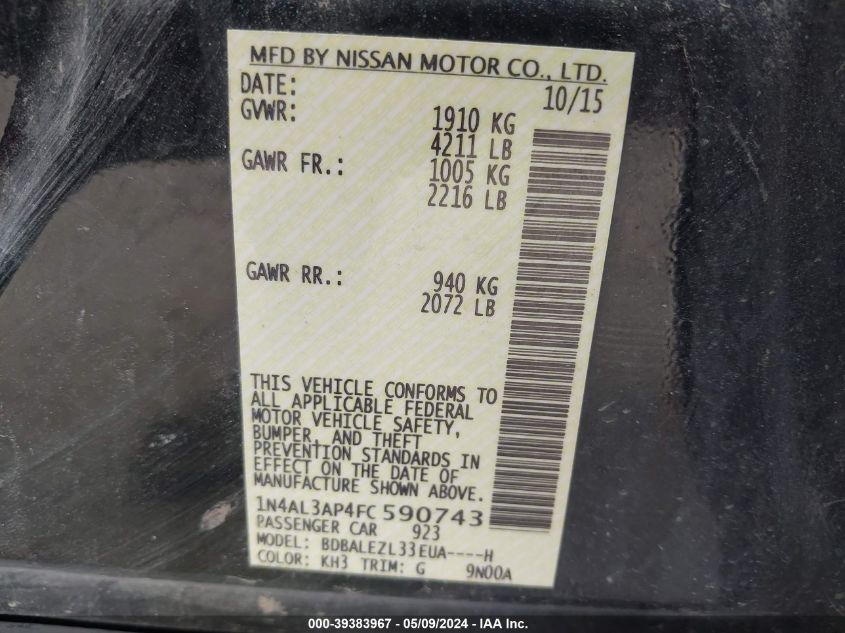 MFD BY NISSAN MOTOR CO., LTD.
DATE: 10/15
GVWR: 1910 KG
4211 LB
GAWR FR.: 1005 KG
2216 LB
GAWR RR.: 940 KG
2072 LB
THIS VEHICLE CONFORMS TO
ALL APPLICABLE FEDERAL
MOTOR VEHICLE SAFETY,
BUMPER, AND THEFT
PREVENTION STANDARDS IN
EFFECT ON THE DATE OF
MANUFACTURE SHOWN ABOVE.
1N4AL3AP4FC590743
PASSENGER CAR 923
MODEL: BDBALEZL33EUA----H
COLOR: KH3 TRIM: G 9N00A
000-39383967 - 05/09/2024 - IAA Inc.